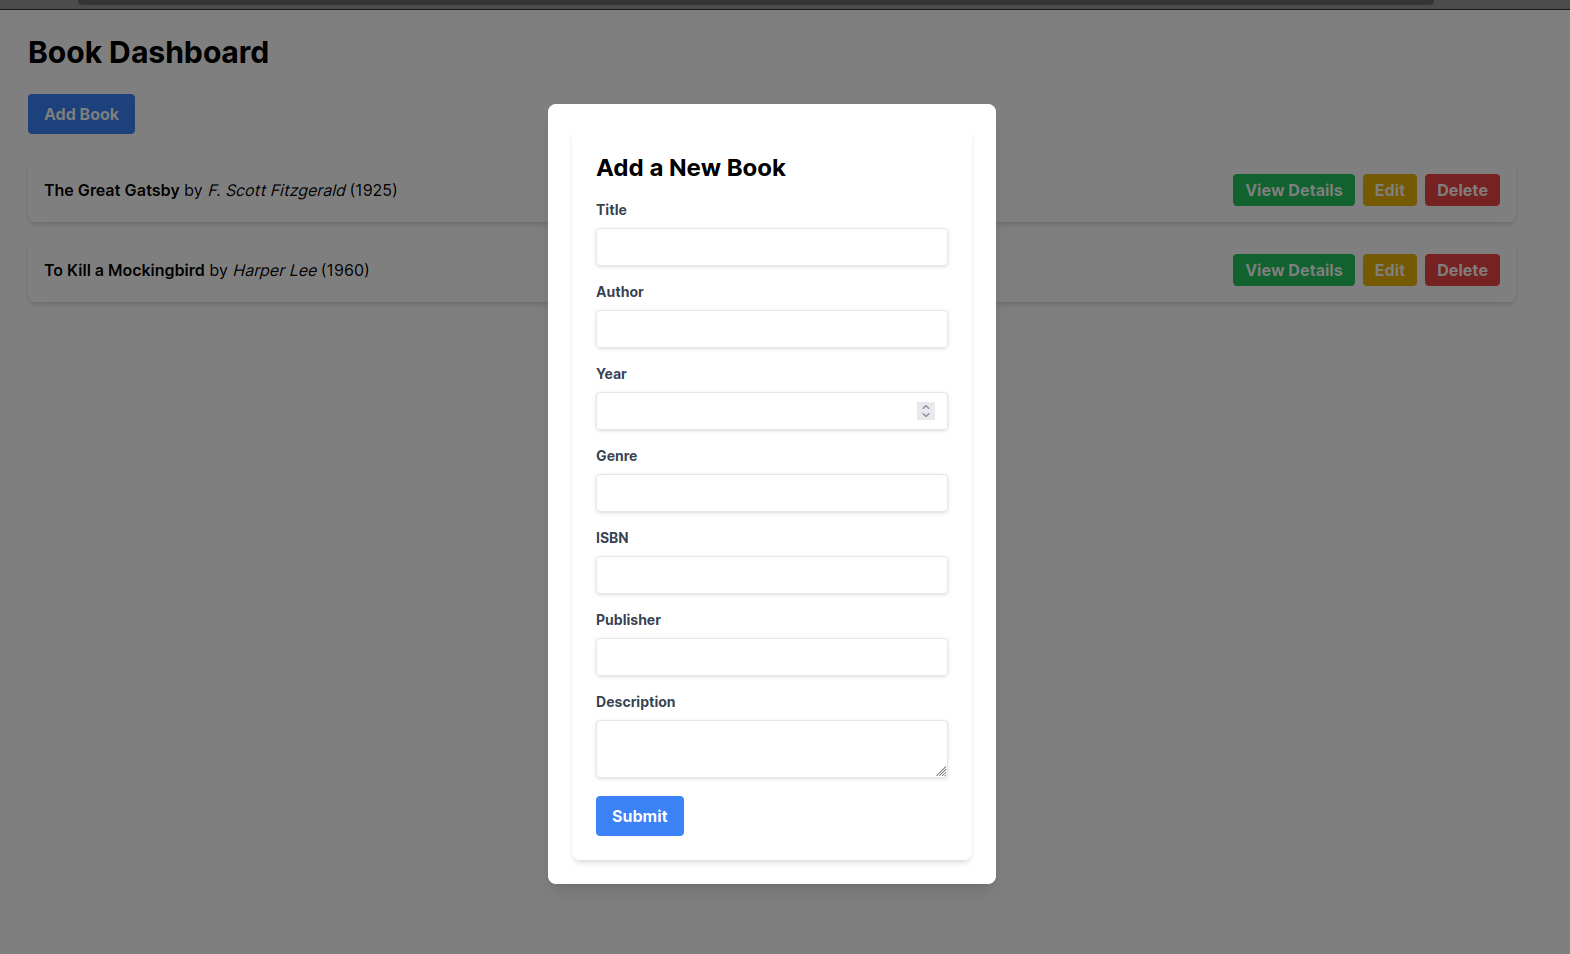 Book Dashboard
Add Book
The Great Gatsby by F. Scott Fitzgerald (1925)
View Details Edit Delete
To Kill a Mockingbird by Harper Lee (1960)
View Details Edit Delete
Add a New Book
Title
Author
Year
Genre
ISBN
Publisher
Description
Submit